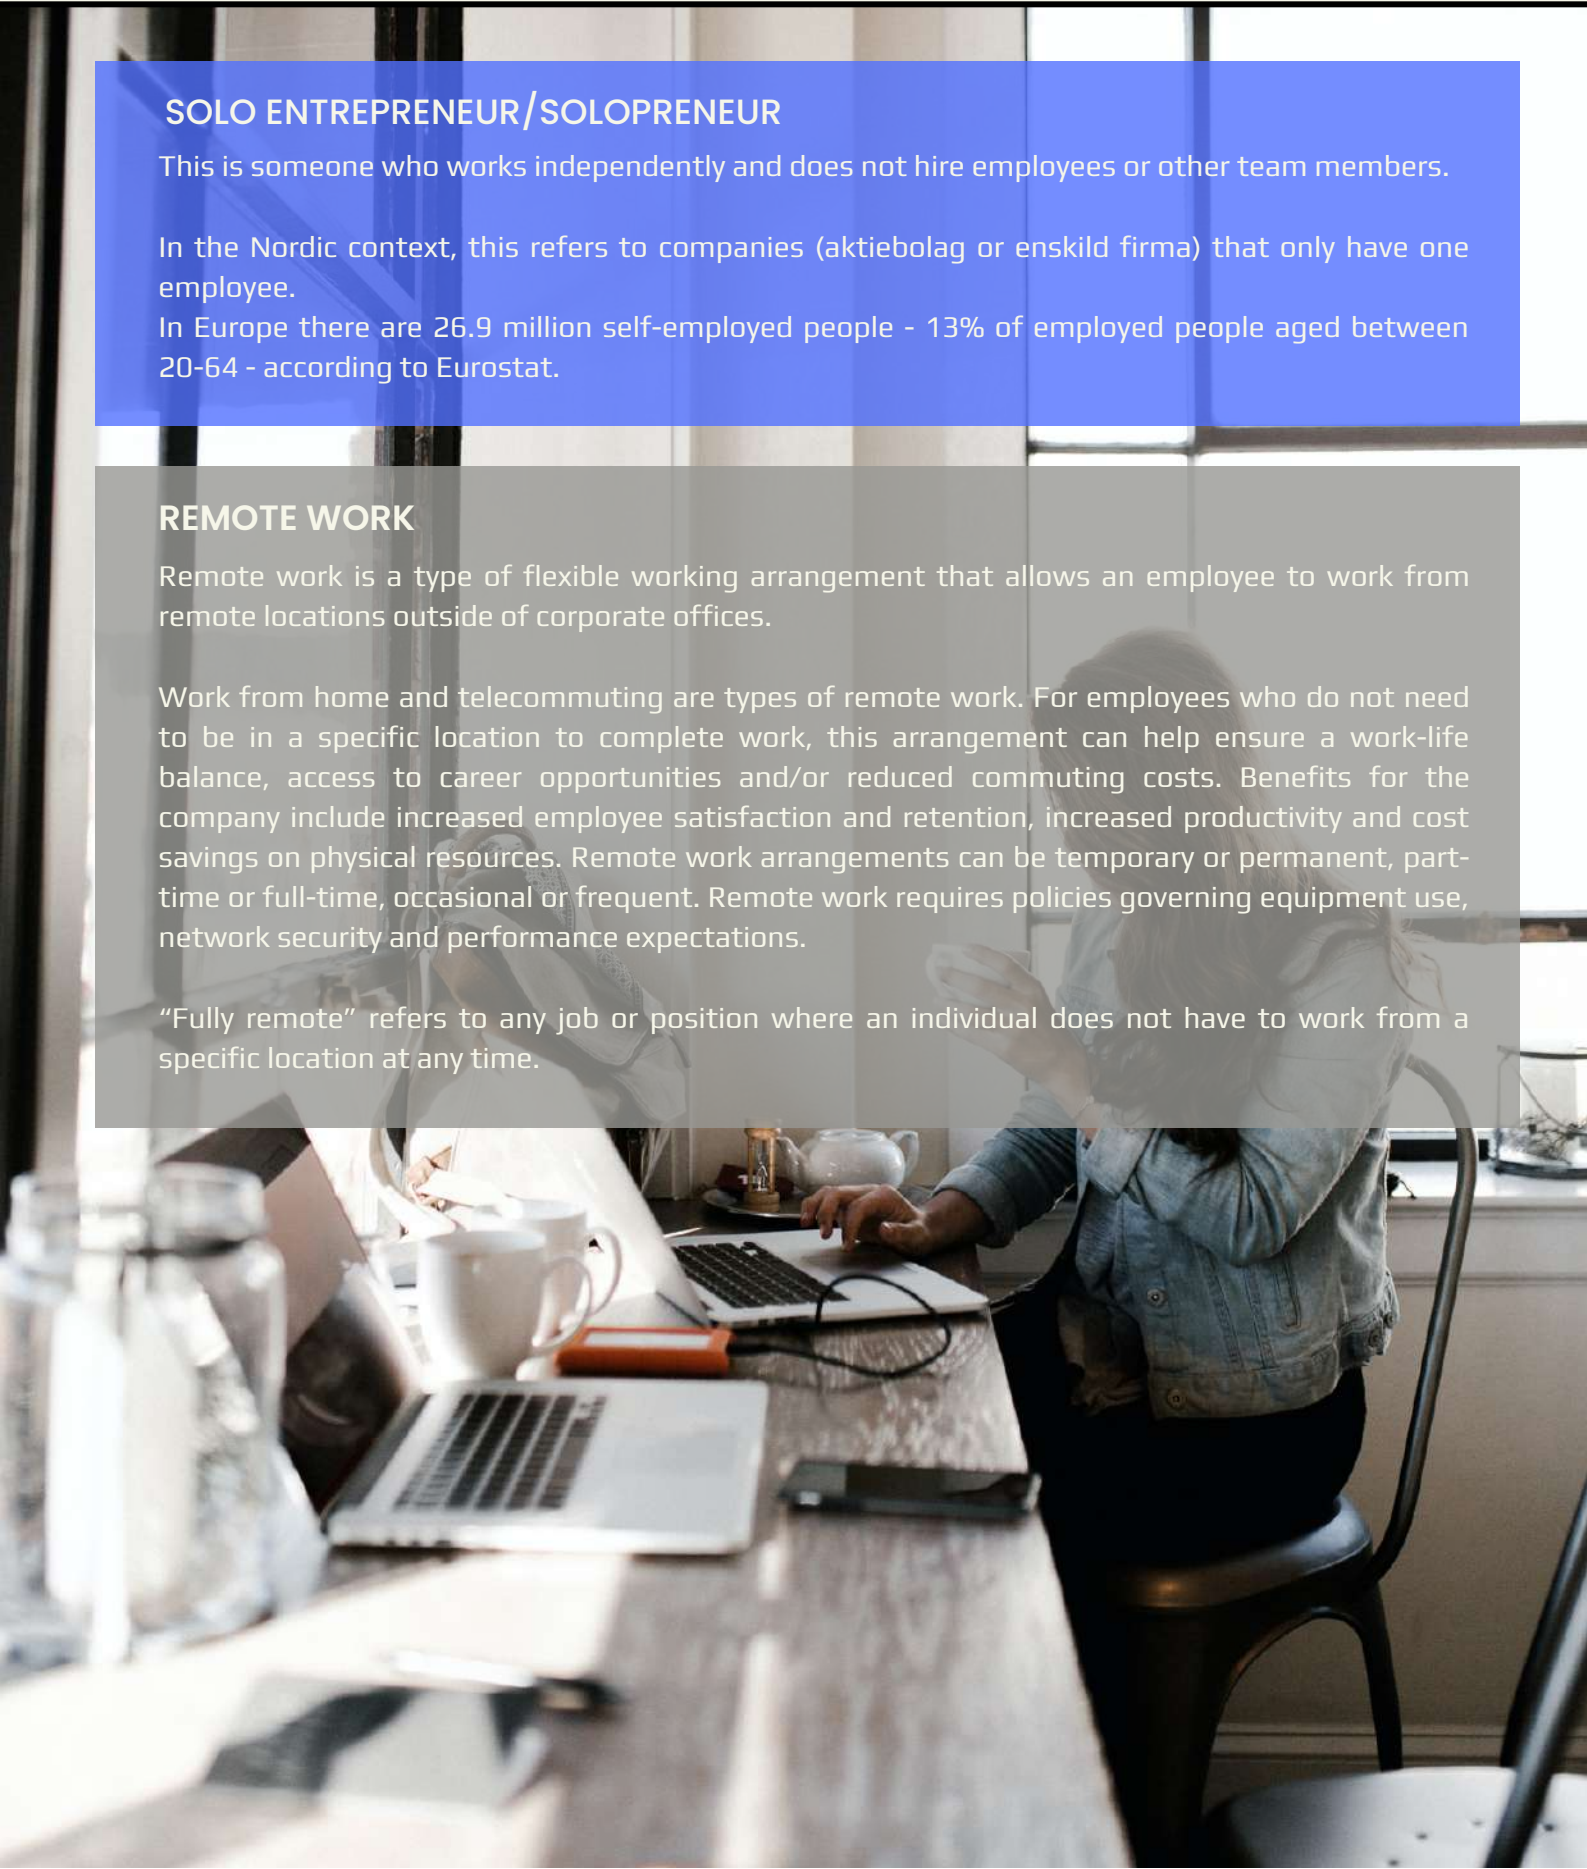 SOLO ENTREPRENEUR/SOLOPRENEUR
This is someone who works independently and does not hire employees or other team members.
In the Nordic context, this refers to companies (aktiebolag or enskild firma) that only have one
employee.
In Europe there are 26.9 million self-employed people - 13% of employed people aged between
20-64 - according to Eurostat.
REMOTE WORK
Remote work is a type of flexible working arrangement that allows an employee to work from
remote locations outside of corporate offices.
Work from home and telecommuting are types of remote work. For employees who do not need
to be in a specific location to complete work, this arrangement can help ensure a work-life
balance, access to career opportunities and/or reduced commuting costs. Benefits for the
company include increased employee satisfaction and retention, increased productivity and cost
savings on physical resources. Remote work arrangements can be temporary or permanent, part-
time or full-time, occasional or frequent. Remote work requires policies governing equipment use,
network security and performance expectations.
“Fully remote” refers to any job or position where an individual does not have to work from a
specific location at any time.